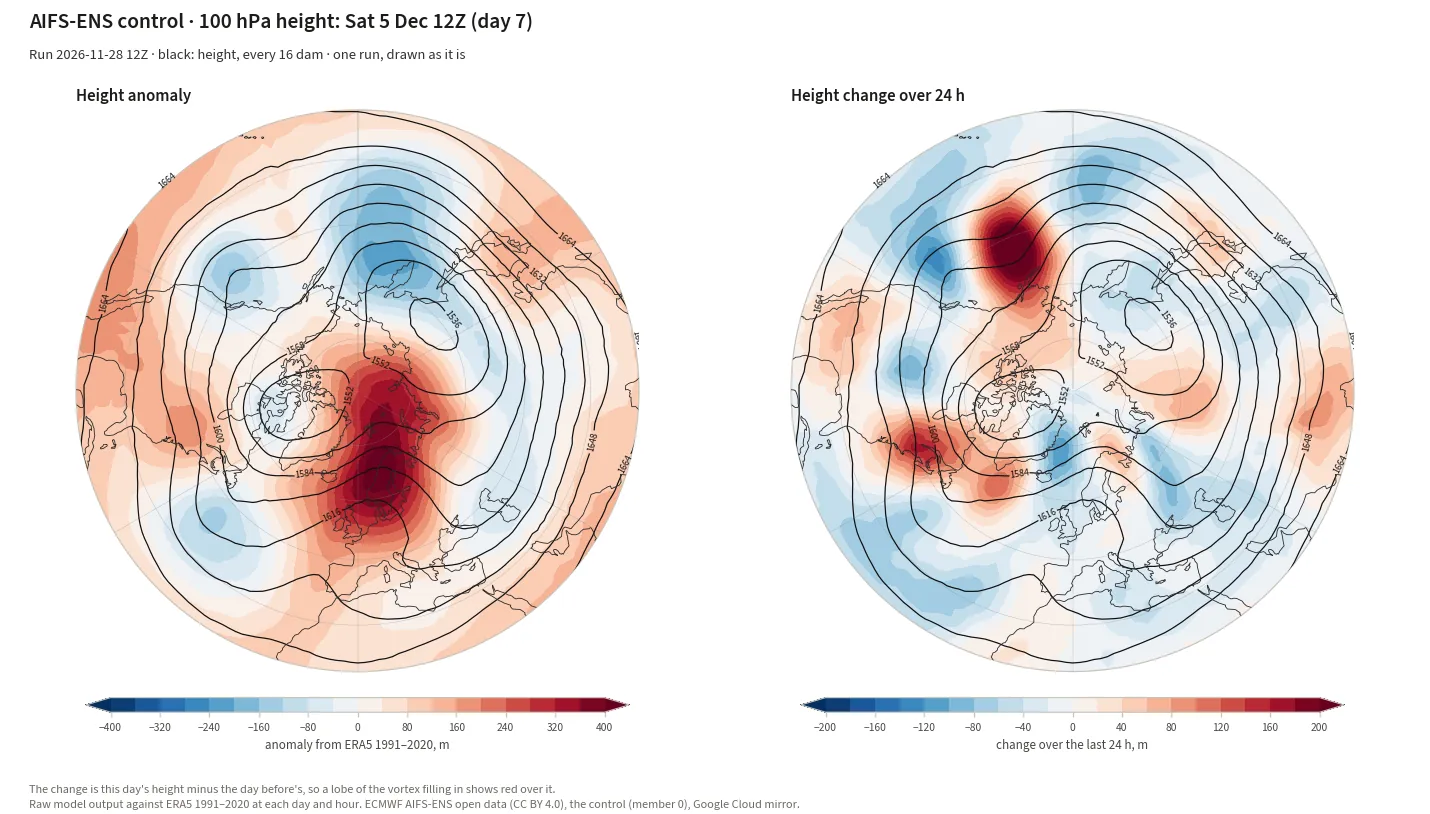 AIFS-ENS control · 100 hPa height: Sat 5 Dec 12Z (day 7)
Run 2026-11-28 12Z · black: height, every 16 dam · one run, drawn as it is
Height anomaly
Height change over 24 h
1664
1664
1664
1632
1536
1568
1552
1552
1600
1584
1616
1648
1664
1664
1664
1664
1632
1536
1568
1552
1552
1600
1584
1616
1648
1664
−400 −320 −240 −160 −80 0 80 160 240 320 400
anomaly from ERA5 1991–2020, m
−200 −160 −120 −80 −40 0 40 80 120 160 200
change over the last 24 h, m
The change is this day's height minus the day before's, so a lobe of the vortex filling in shows red over it.
Raw model output against ERA5 1991–2020 at each day and hour. ECMWF AIFS-ENS open data (CC BY 4.0), the control (member 0), Google Cloud mirror.